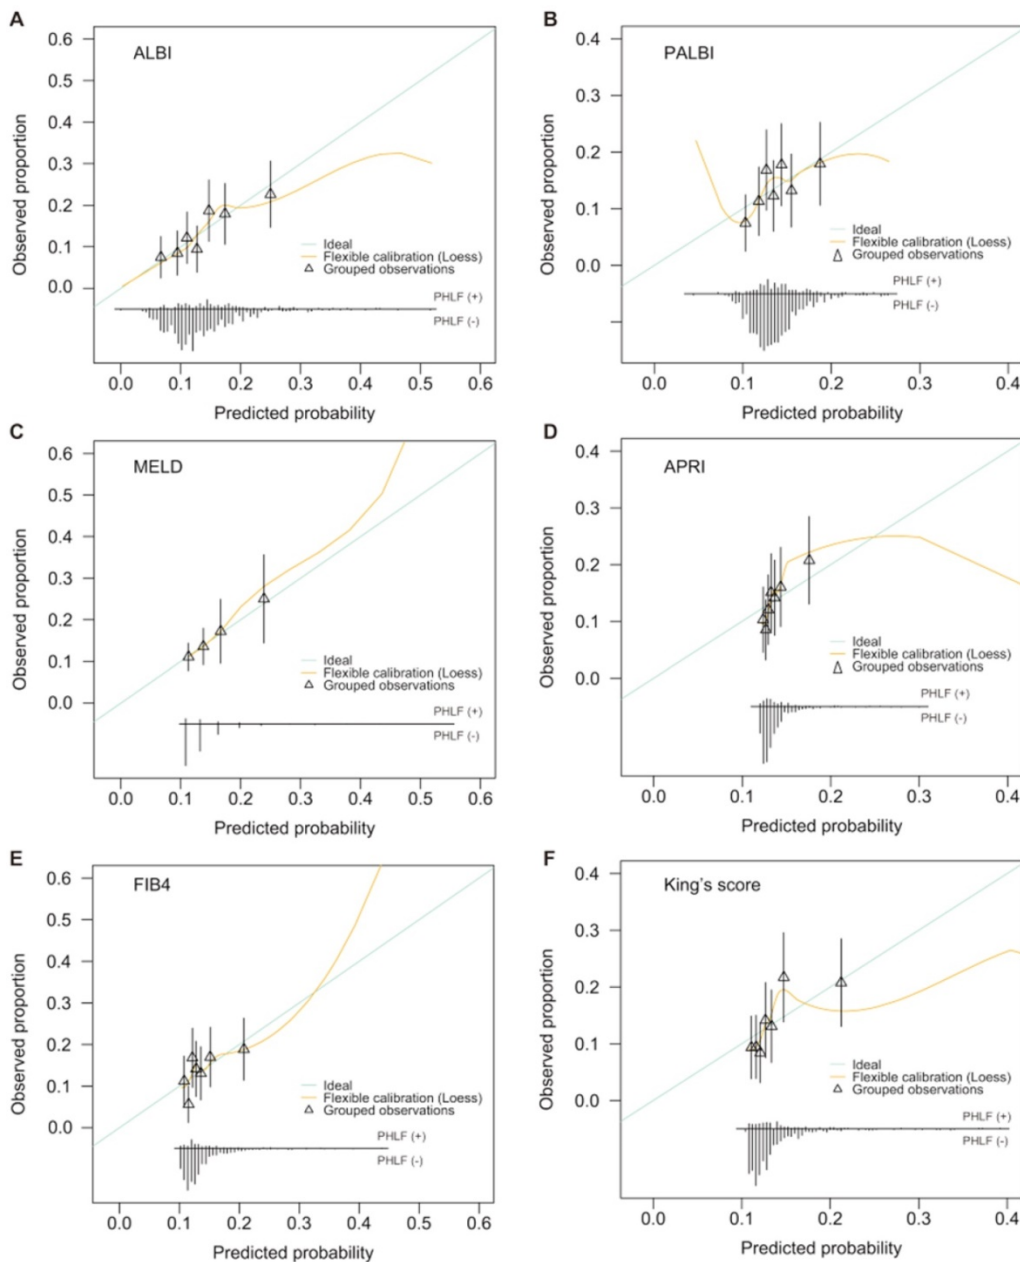 A
ALBI
Observed proportion
0.6
0.5
0.4
0.3
0.2
0.1
0.0
Ideal
Flexible calibration (Loess)
Grouped observations
PHLF (+)
PHLF (-)
0.0 0.1 0.2 0.3 0.4 0.5 0.6
Predicted probability
B
PALBI
Observed proportion
0.4
0.3
0.2
0.1
0.0
Ideal
Flexible calibration (Loess)
Grouped observations
PHLF (+)
PHLF (-)
0.0 0.1 0.2 0.3 0.4
Predicted probability
C
MELD
Observed proportion
0.6
0.5
0.4
0.3
0.2
0.1
0.0
Ideal
Flexible calibration (Loess)
Grouped observations
PHLF (+)
PHLF (-)
0.0 0.1 0.2 0.3 0.4 0.5 0.6
Predicted probability
D
APRI
Observed proportion
0.4
0.3
0.2
0.1
0.0
Ideal
Flexible calibration (Loess)
Grouped observations
PHLF (+)
PHLF (-)
0.0 0.1 0.2 0.3 0.4
Predicted probability
E
FIB4
Observed proportion
0.6
0.5
0.4
0.3
0.2
0.1
0.0
Ideal
Flexible calibration (Loess)
Grouped observations
PHLF (+)
PHLF (-)
0.0 0.1 0.2 0.3 0.4 0.5 0.6
Predicted probability
F
King's score
Observed proportion
0.4
0.3
0.2
0.1
0.0
Ideal
Flexible calibration (Loess)
Grouped observations
PHLF (+)
PHLF (-)
0.0 0.1 0.2 0.3 0.4
Predicted probability